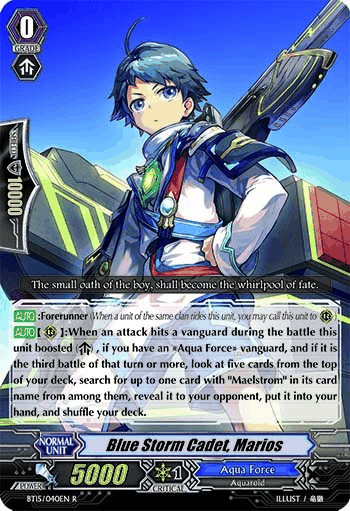 0
GRADE
10000
SHIELD
The small oath of the boy, shall become the whirlpool of fate.
AUTO :Forerunner (When a unit of the same clan rides this unit, you may call this unit to [ ])
AUTO [ ]:When an attack hits a vanguard during the battle this
unit boosted [ ], if you have an «Aqua Force» vanguard, and if it is
the third battle of that turn or more, look at five cards from the top
of your deck, search for up to one card with "Maelstrom" in its card
name from among them, reveal it to your opponent, put it into your
hand, and shuffle your deck.
NORMAL UNIT
Blue Storm Cadet, Marios
POWER
5000
1
CRITICAL
Aqua Force
Aquaroid
BT15/040EN R
ILLUST / 竜徹